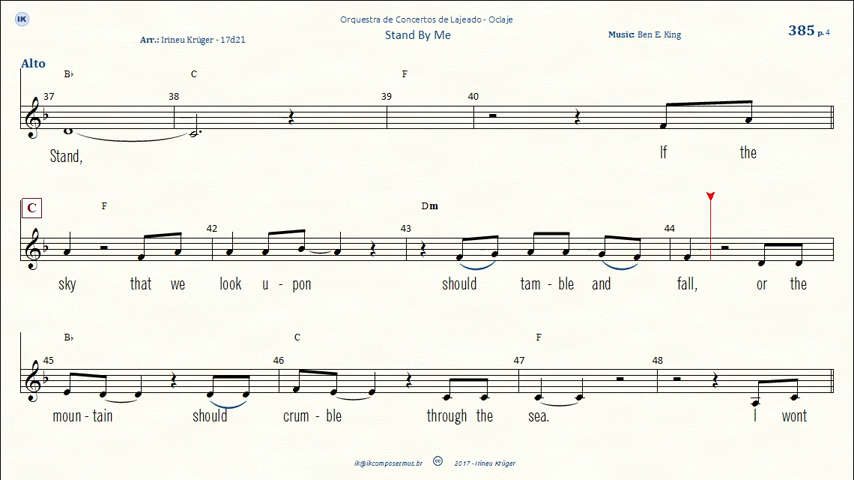 IK
Orquestra de Concertos de Lajeado - Oclaje
Arr.: Irineu Krüger - 17d21
Stand By Me
Music: Ben E. King
385 p. 4
Alto
B♭ C F
37 38 39 40
Stand, If the
C
F Dm
42 43 44
sky that we look u - pon should tam - ble and fall, or the
B♭ C F
45 46 47 48
moun - tain should crum - ble through the sea. I wont
ik@ikcomposermus.br cc 2017 - Irineu Krüger